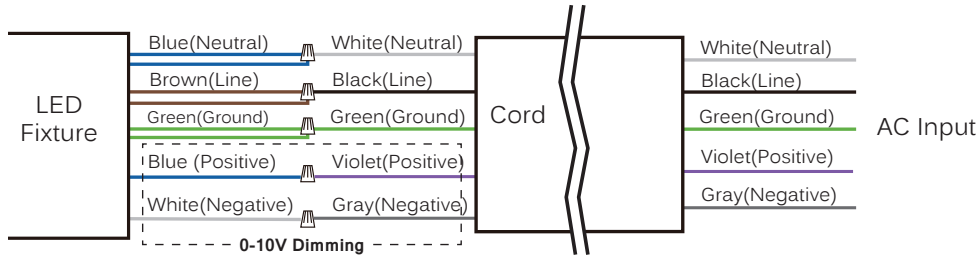 Blue(Neutral) White(Neutral) White(Neutral)
Brown(Line) Black(Line) Black(Line)
LED
Fixture
Cord
Green(Ground) Green(Ground) Green(Ground)
AC Input
Blue (Positive) Violet(Positive) Violet(Positive)
White(Negative) Gray(Negative) Gray(Negative)
0-10V Dimming